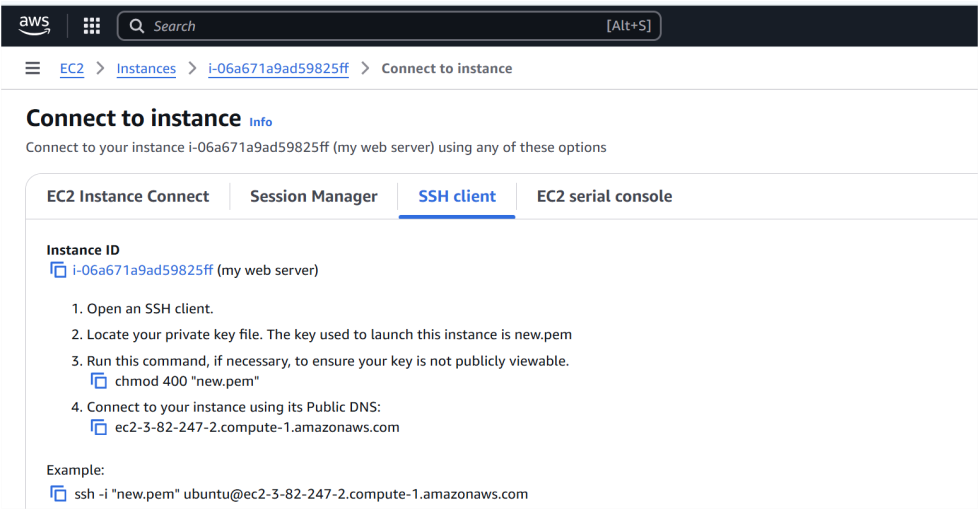 aws
Search [Alt+S]
EC2 > Instances > i-06a671a9ad59825ff > Connect to instance
Connect to instance Info
Connect to your instance i-06a671a9ad59825ff (my web server) using any of these options
EC2 Instance Connect Session Manager SSH client EC2 serial console
Instance ID
i-06a671a9ad59825ff (my web server)
1. Open an SSH client.
2. Locate your private key file. The key used to launch this instance is new.pem
3. Run this command, if necessary, to ensure your key is not publicly viewable.
chmod 400 "new.pem"
4. Connect to your instance using its Public DNS:
ec2-3-82-247-2.compute-1.amazonaws.com
Example:
ssh -i "new.pem" ubuntu@ec2-3-82-247-2.compute-1.amazonaws.com